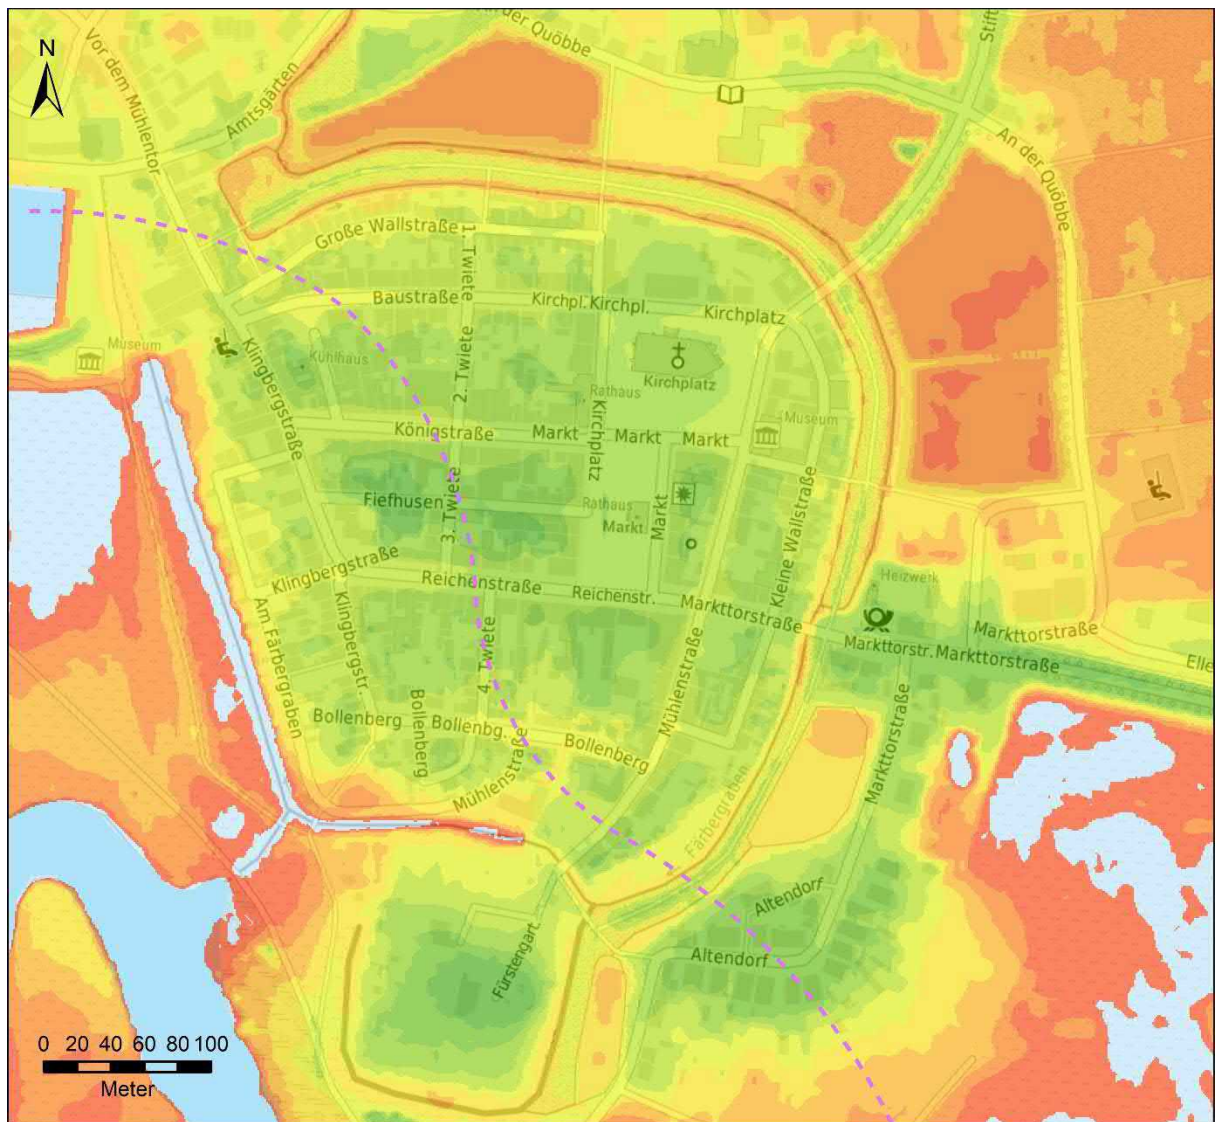 N
Vor dem Mühlentor
Amtsgärten
An der Quöbbe
Stift
An der Quöbbe
Große Wallstraße
1. Twiete
Baustraße
Kirchpl.
Kirchpl.
Kirchplatz
Museum
Klingbergstraße
Kühlhaus
2. Twiete
Kirchplatz
Rathaus
Kirchplatz
Museum
Königstraße
Markt
Markt
Markt
Fiefhusen
3. Twiete
Rathaus
Markt
Markt
Kleine Wallstraße
Klingbergstraße
Reichenstraße
Reichenstr.
Markttorstraße
Heizwerk
Markttorstr.
Markttorstraße
Markttorstraße
Elle
Am Färbergraben
Klingbergstr.
4. Twiete
Mühlenstraße
Bollenberg
Bollenberg
Bollenbg.
Bollenberg
Mühlenstraße
Markttorstraße
Färbergraben
Altendorf
Altendorf
Fürstengart.
0 20 40 60 80 100
Meter